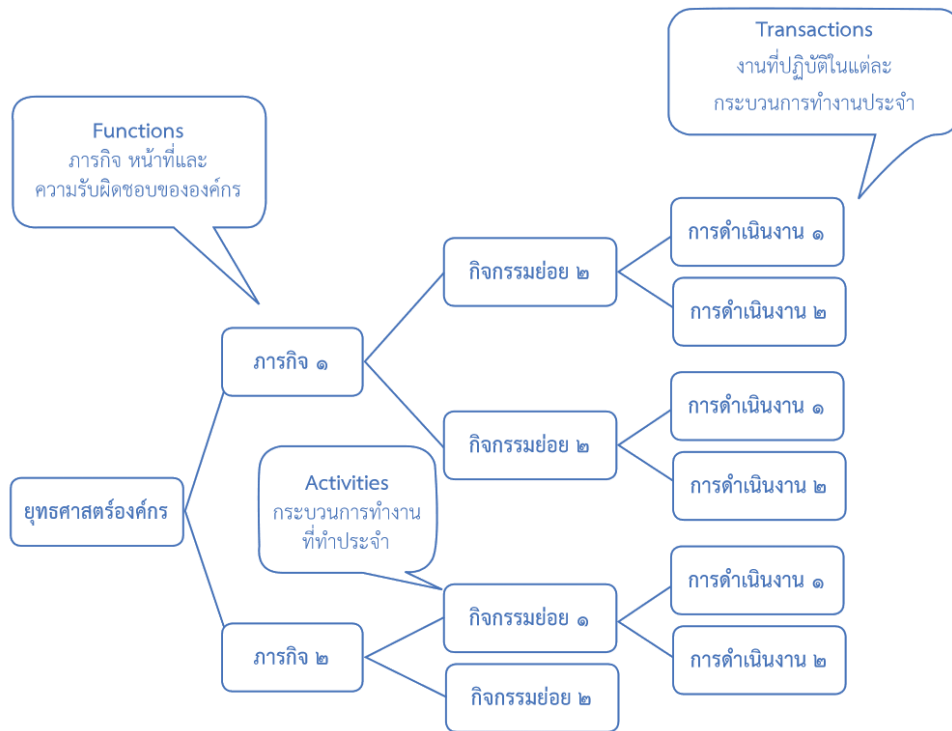 Transactions
งานที่ปฏิบัติในแต่ละ
กระบวนการทำงานประจำ
Functions
ภารกิจ หน้าที่และ
ความรับผิดชอบขององค์กร
การดำเนินงาน ๑
กิจกรรมย่อย ๒
การดำเนินงาน ๒
ภารกิจ ๑
การดำเนินงาน ๑
กิจกรรมย่อย ๒
การดำเนินงาน ๒
Activities
กระบวนการทำงาน
ที่ทำประจำ
ยุทธศาสตร์องค์กร
การดำเนินงาน ๑
กิจกรรมย่อย ๑
การดำเนินงาน ๒
ภารกิจ ๒
กิจกรรมย่อย ๒